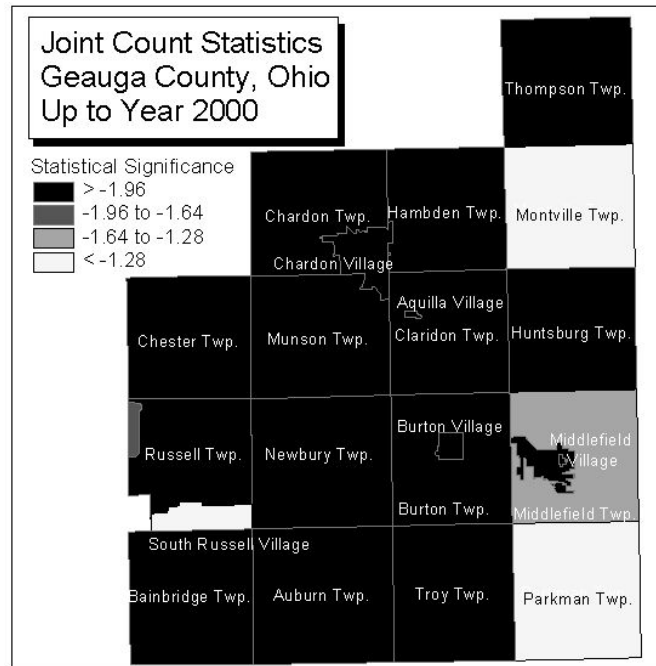 Joint Count Statistics
Geauga County, Ohio
Up to Year 2000
Thompson Twp.
Statistical Significance
> -1.96
-1.96 to -1.64
-1.64 to -1.28
< -1.28
Chardon Twp.
Hambden Twp.
Montville Twp.
Chardon Village
Aquilla Village
Chester Twp.
Munson Twp.
Claridon Twp.
Huntsburg Twp.
Burton Village
Middlefield
Village
Russell Twp.
Newbury Twp.
Burton Twp.
Middlefield Twp.
South Russell Village
Bainbridge Twp.
Auburn Twp.
Troy Twp.
Parkman Twp.